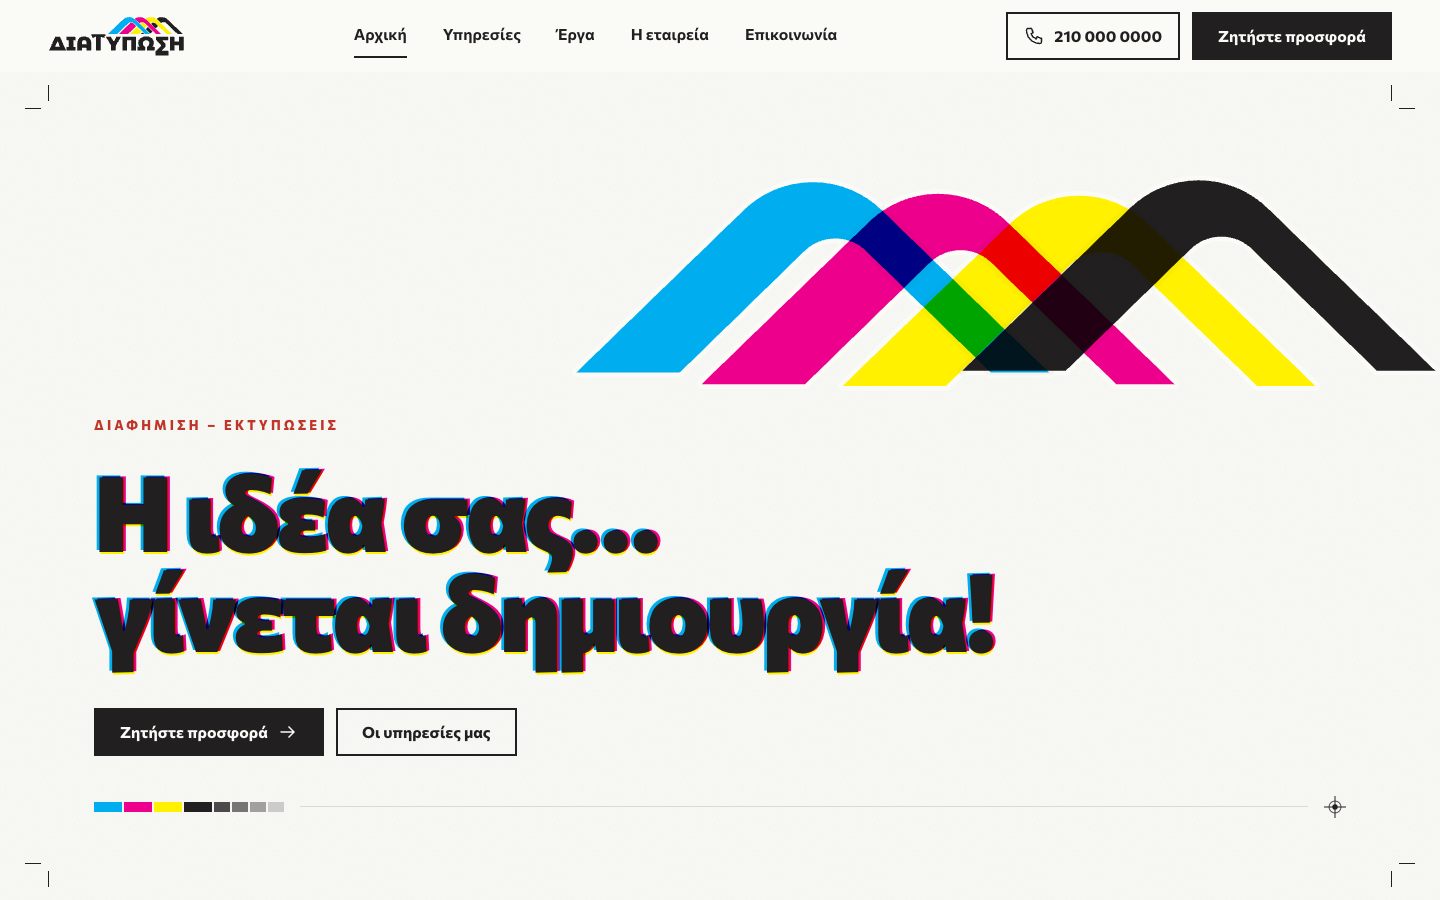 ΔΙΑΤΥΠΩΣΗ
Αρχική
Υπηρεσίες
Έργα
Η εταιρεία
Επικοινωνία
210 000 0000
Ζητήστε προσφορά
ΔΙΑΦΗΜΙΣΗ – ΕΚΤΥΠΩΣΕΙΣ
Η ιδέα σας...
γίνεται δημιουργία!
Ζητήστε προσφορά
Οι υπηρεσίες μας